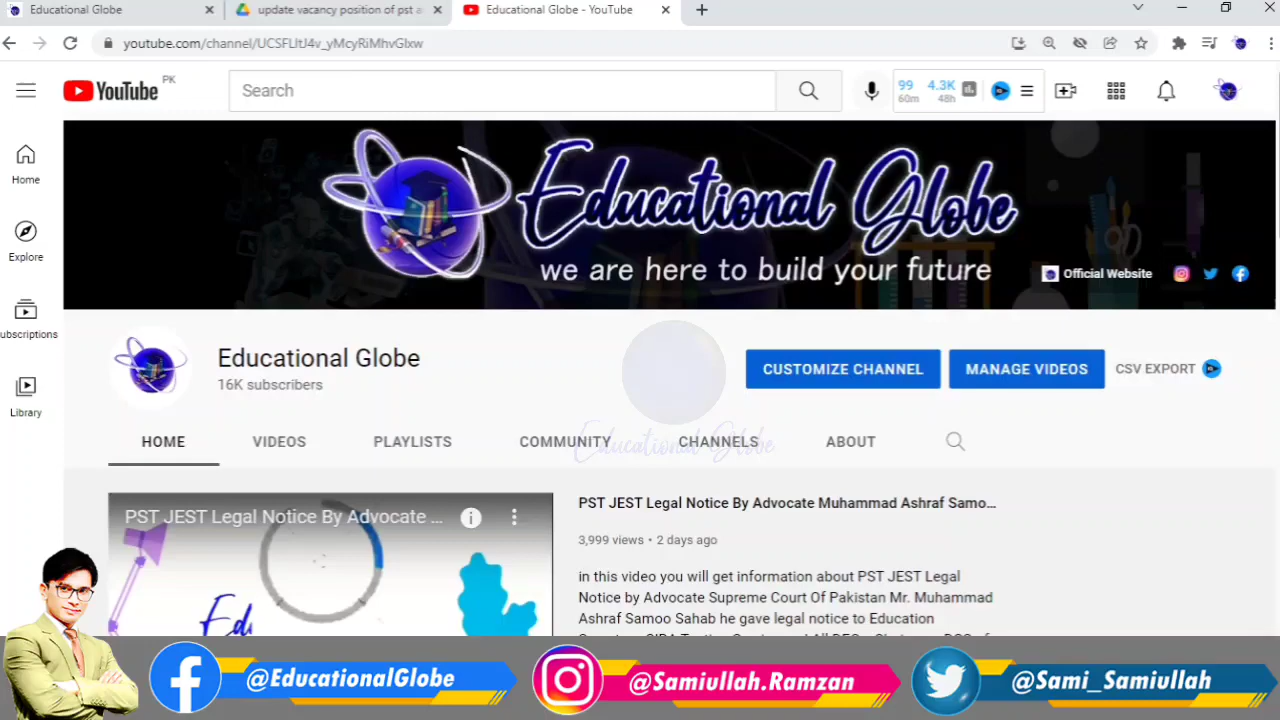 Educational Globe
update vacancy position of pst a
Educational Globe - YouTube
youtube.com/channel/UCSFLltJ4v_yMcyRiMhvGlxw
YouTube PK
Search
99
60m
4.3K
48h
Educational Globe
we are here to build your future
Official Website
Home
Explore
ubscriptions
Library
Educational Globe
16K subscribers
CUSTOMIZE CHANNEL
MANAGE VIDEOS
CSV EXPORT
HOME
VIDEOS
PLAYLISTS
COMMUNITY
CHANNELS
ABOUT
Educational Globe
PST JEST Legal Notice By Advocate ...
Edu
PST JEST Legal Notice By Advocate Muhammad Ashraf Samo...
3,999 views • 2 days ago
in this video you will get information about PST JEST Legal
Notice by Advocate Supreme Court Of Pakistan Mr. Muhammad
Ashraf Samoo Sahab he gave legal notice to Education
@EducationalGlobe
@Samiullah.Ramzan
@Sami_Samiullah